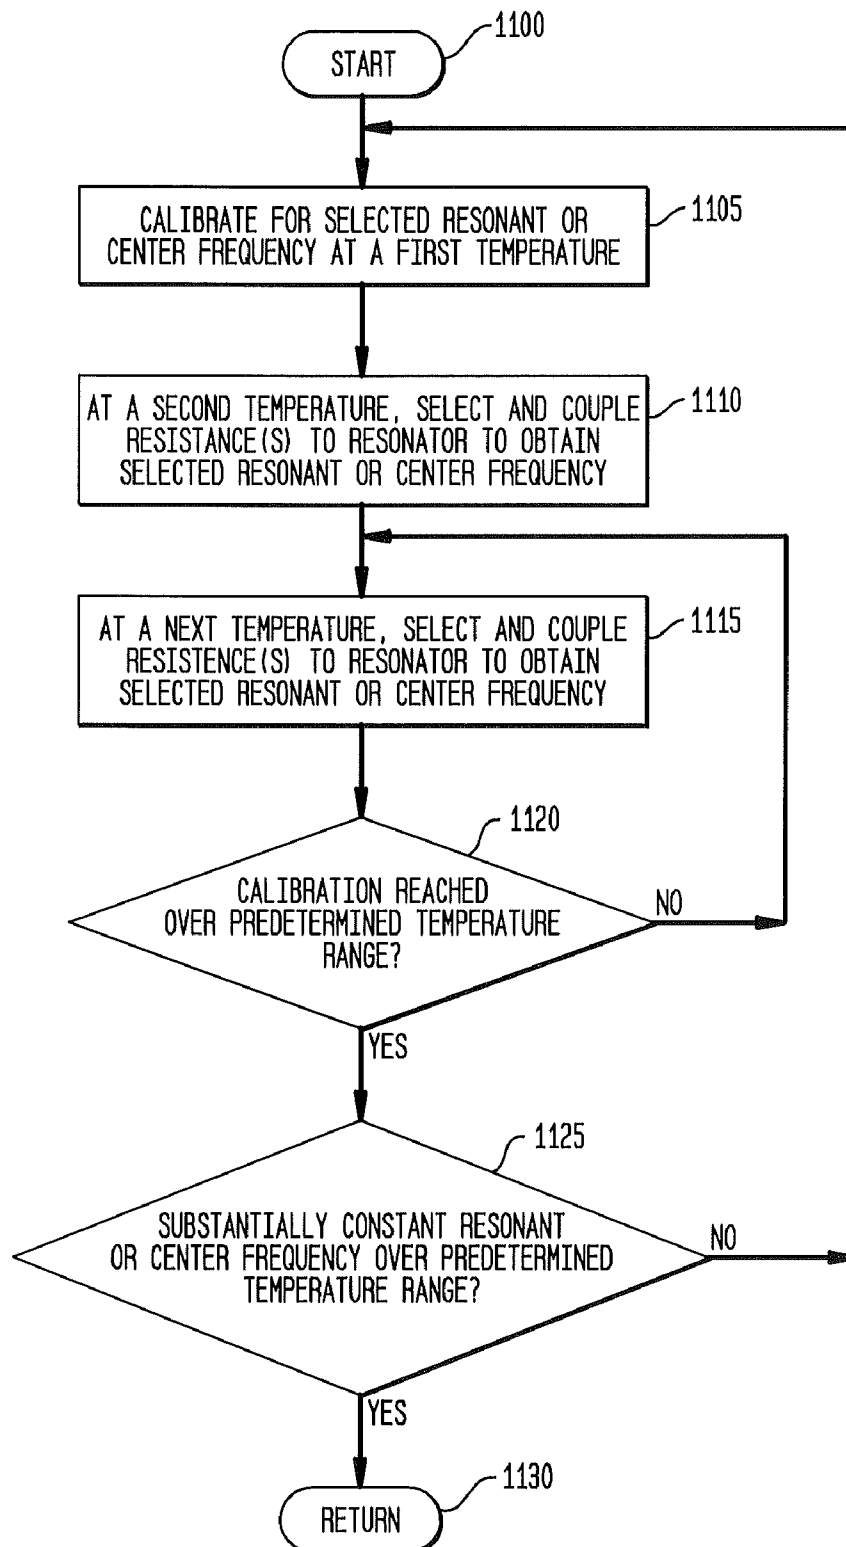 1100
START
CALIBRATE FOR SELECTED RESONANT OR
CENTER FREQUENCY AT A FIRST TEMPERATURE
1105
AT A SECOND TEMPERATURE, SELECT AND COUPLE
RESISTANCE(S) TO RESONATOR TO OBTAIN
SELECTED RESONANT OR CENTER FREQUENCY
1110
AT A NEXT TEMPERATURE, SELECT AND COUPLE
RESISTENCE(S) TO RESONATOR TO OBTAIN
SELECTED RESONANT OR CENTER FREQUENCY
1115
1120
CALIBRATION REACHED
OVER PREDETERMINED TEMPERATURE
RANGE?
NO
YES
1125
SUBSTANTIALLY CONSTANT RESONANT
OR CENTER FREQUENCY OVER PREDETERMINED
TEMPERATURE RANGE?
NO
YES
1130
RETURN